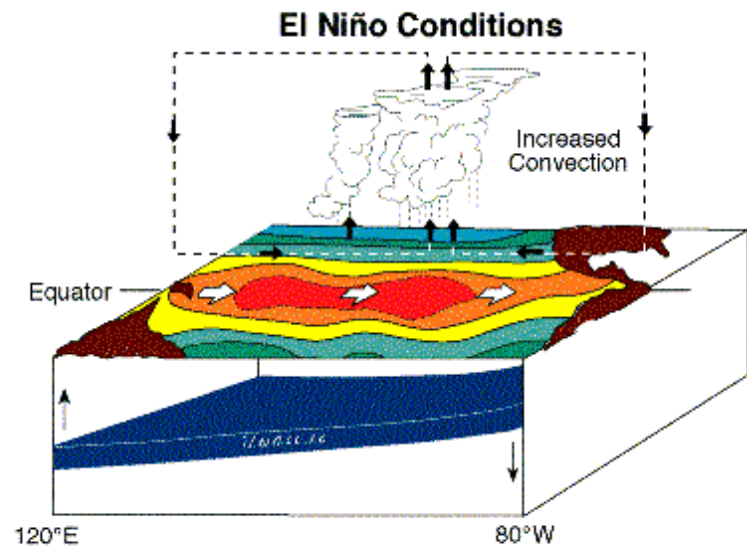 El Niño Conditions
Increased
Convection
Equator
120°E
80°W